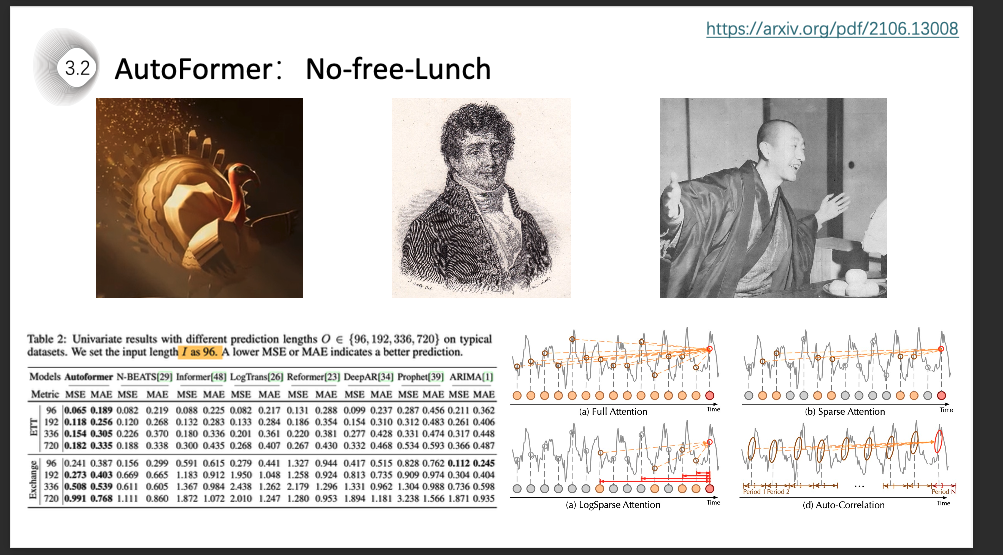 https://arxiv.org/pdf/2106.13008
3.2 AutoFormer： No-free-Lunch
Table 2: Univariate results with different prediction lengths O ∈ {96, 192, 336, 720} on typical
datasets. We set the input length I as 96. A lower MSE or MAE indicates a better prediction.
Models Autoformer N-BEATS[29] Informer[48] LogTrans[26] Reformer[23] DeepAR[34] Prophet[39] ARIMA[1]
Metric MSE MAE MSE MAE MSE MAE MSE MAE MSE MAE MSE MAE MSE MAE MSE MAE
ETT
96 0.065 0.189 0.082 0.219 0.088 0.225 0.082 0.217 0.131 0.288 0.099 0.237 0.287 0.456 0.211 0.362
192 0.118 0.256 0.120 0.268 0.132 0.283 0.133 0.284 0.186 0.354 0.154 0.310 0.312 0.483 0.261 0.406
336 0.154 0.305 0.226 0.370 0.180 0.336 0.201 0.361 0.220 0.381 0.277 0.428 0.331 0.474 0.317 0.448
720 0.182 0.335 0.188 0.338 0.300 0.435 0.268 0.407 0.267 0.430 0.332 0.468 0.534 0.593 0.366 0.487
Exchange
96 0.241 0.387 0.156 0.299 0.591 0.615 0.279 0.441 1.327 0.944 0.417 0.515 0.828 0.762 0.112 0.245
192 0.273 0.403 0.669 0.665 1.183 0.912 1.950 1.048 1.258 0.924 0.813 0.735 0.909 0.974 0.304 0.404
336 0.508 0.539 0.611 0.605 1.367 0.984 2.438 1.262 2.179 1.296 1.331 0.962 1.304 0.988 0.736 0.598
720 0.991 0.768 1.111 0.860 1.872 1.072 2.010 1.247 1.280 0.953 1.894 1.181 3.238 1.566 1.871 0.935
(a) Full Attention
Time
(b) Sparse Attention
Time
(a) LogSparse Attention
Time
Period 1 Period 2 ... Period N
(d) Auto-Correlation
Time